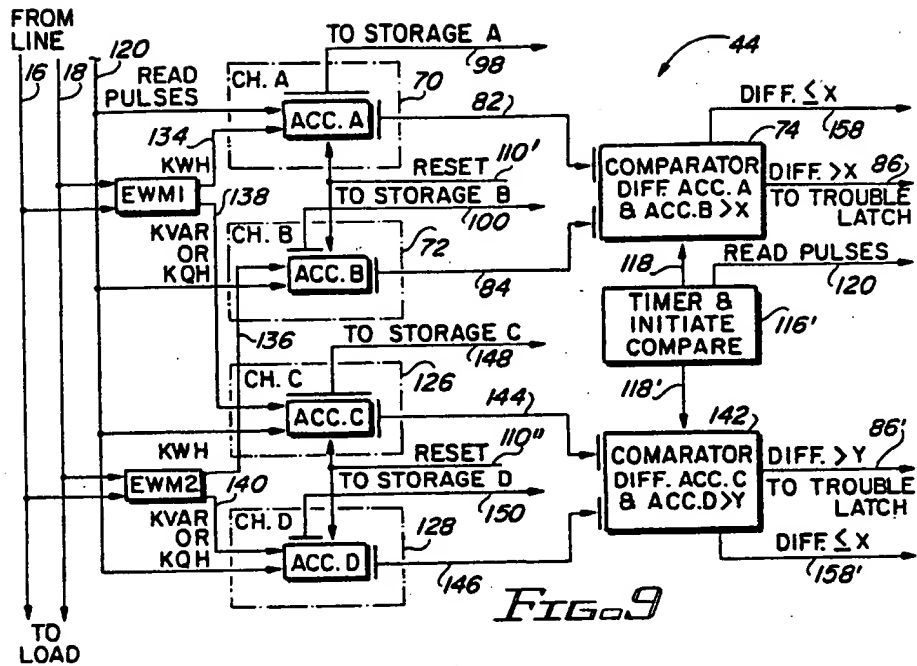 FROM
LINE
16
18
120
READ
PULSES
TO STORAGE A
98
44
CH. A
70
ACC. A
82
DIFF. ≤ X
74
158
134
KWH
RESET
110'
TO STORAGE B
100
COMPARATOR
DIFF. ACC. A
& ACC.B >X
DIFF. >X
86
TO TROUBLE
LATCH
EWM1
138
KVAR
OR
KQH
CH. B
72
ACC. B
84
118
READ PULSES
120
TIMER &
INITIATE
COMPARE
116'
136
TO STORAGE C
148
CH. C
126
ACC. C
144
118'
142
KWH
RESET
110"
TO STORAGE D
150
COMARATOR
DIFF. ACC. C
& ACC.D>Y
DIFF. >Y
86'
TO TROUBLE
LATCH
EWM2
140
KVAR
OR
KQH
CH. D
128
ACC. D
146
DIFF. ≤ X
158'
FIG. 9
TO
LOAD